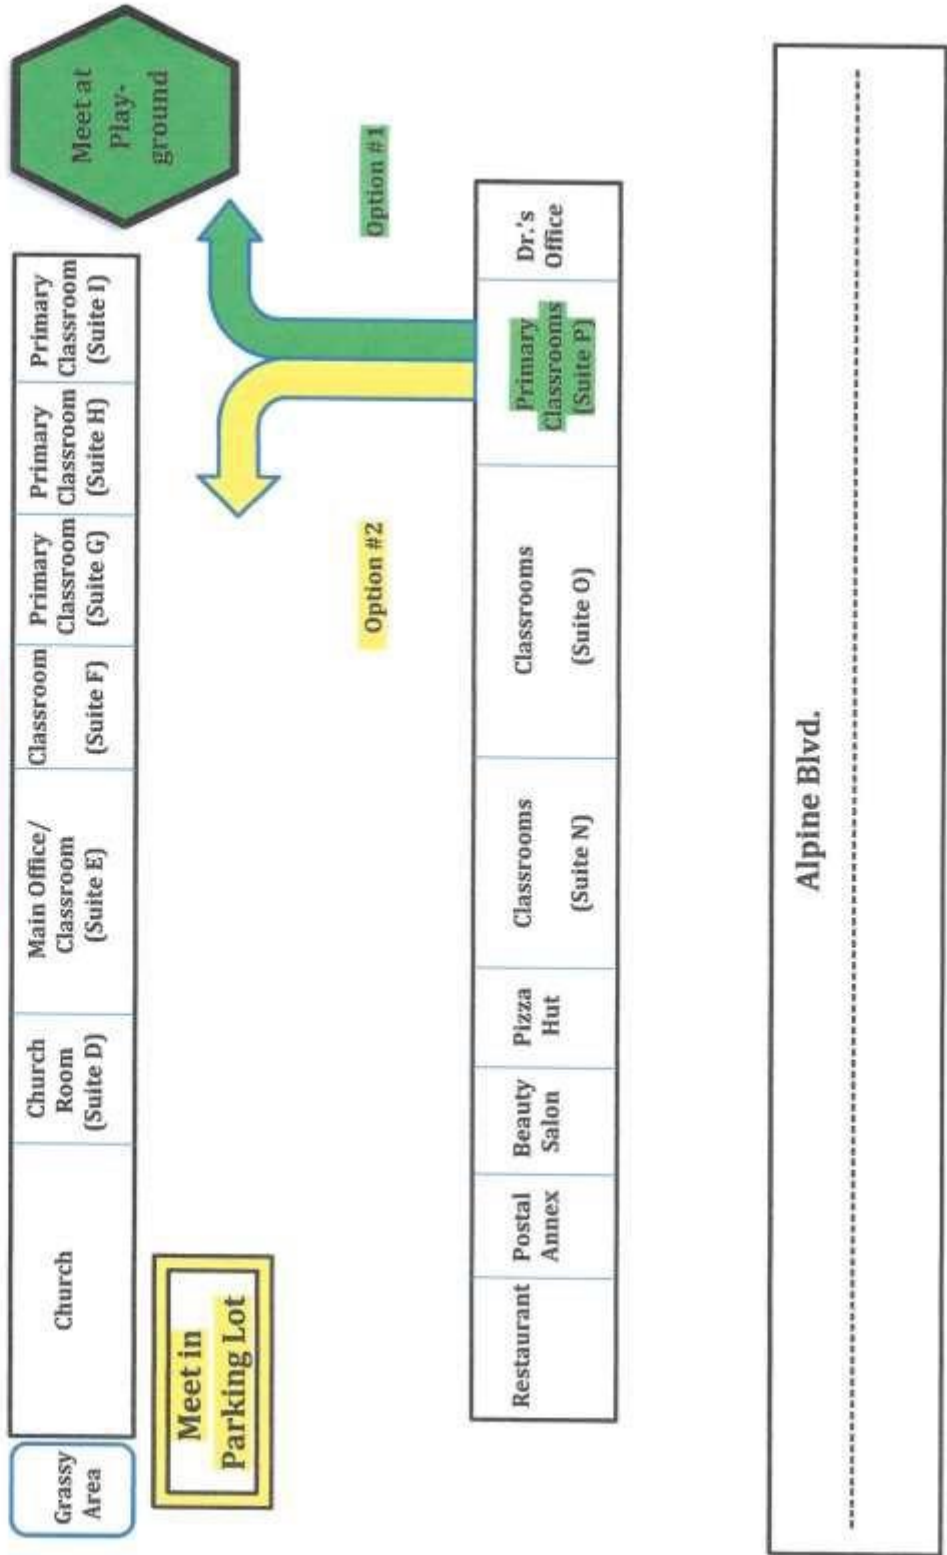 Grassy
Area
Church
Church
Room
(Suite D)
Main Office/
Classroom
(Suite E)
Classroom
(Suite F)
Primary
Classroom
(Suite G)
Primary
Classroom
(Suite H)
Primary
Classroom
(Suite I)
Meet at
Play-
ground
Meet in
Parking Lot
Option #2
Option #1
Restaurant
Postal
Annex
Beauty
Salon
Pizza
Hut
Classrooms
(Suite N)
Classrooms
(Suite O)
Primary
Classrooms
(Suite P)
Dr.'s
Office
Alpine Blvd.